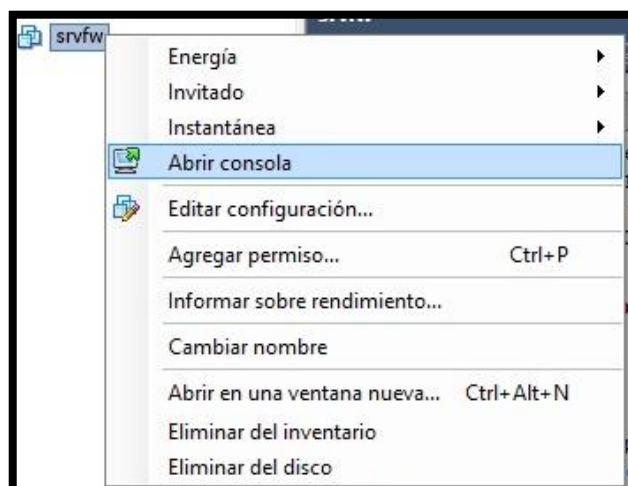 srvfw
Energía
Invitado
Instantánea
Abrir consola
Editar configuración...
Agregar permiso... Ctrl+P
Informar sobre rendimiento...
Cambiar nombre
Abrir en una ventana nueva... Ctrl+Alt+N
Eliminar del inventario
Eliminar del disco